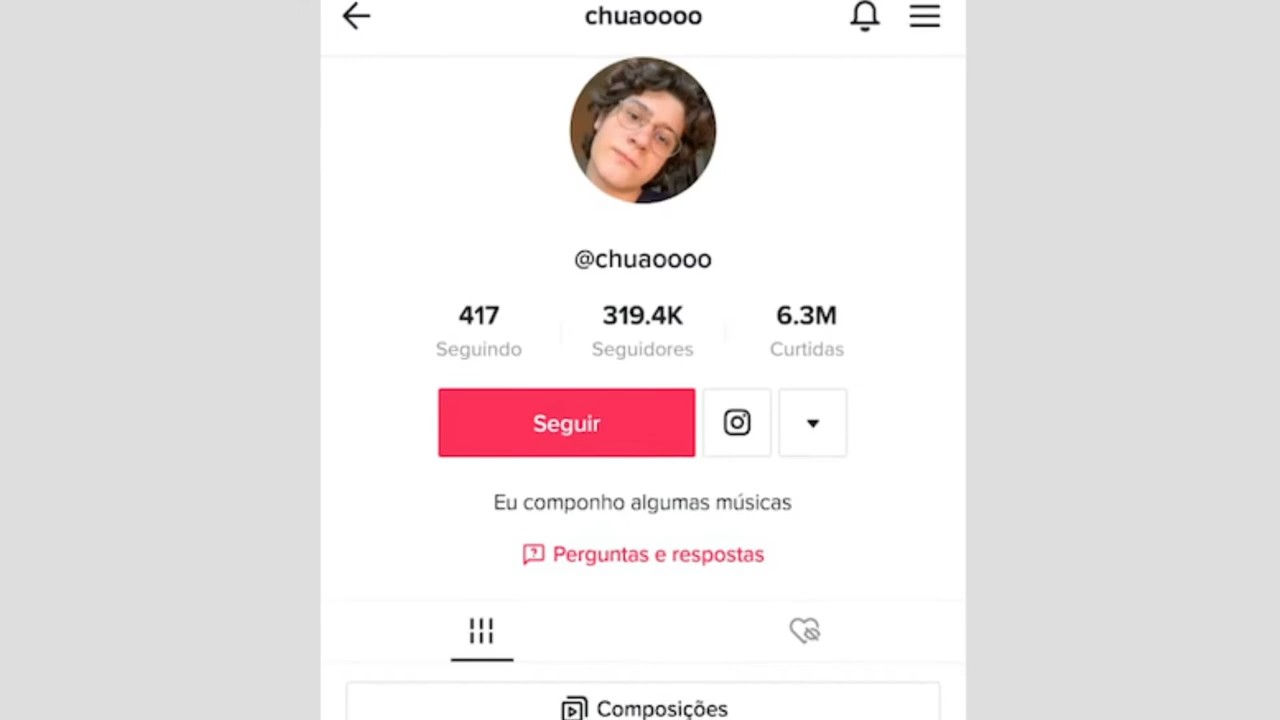 chuaoooo
@chuaoooo
417 319.4K 6.3M
Seguindo Seguidores Curtidas
Seguir
Eu componho algumas músicas
Perguntas e respostas
Composições